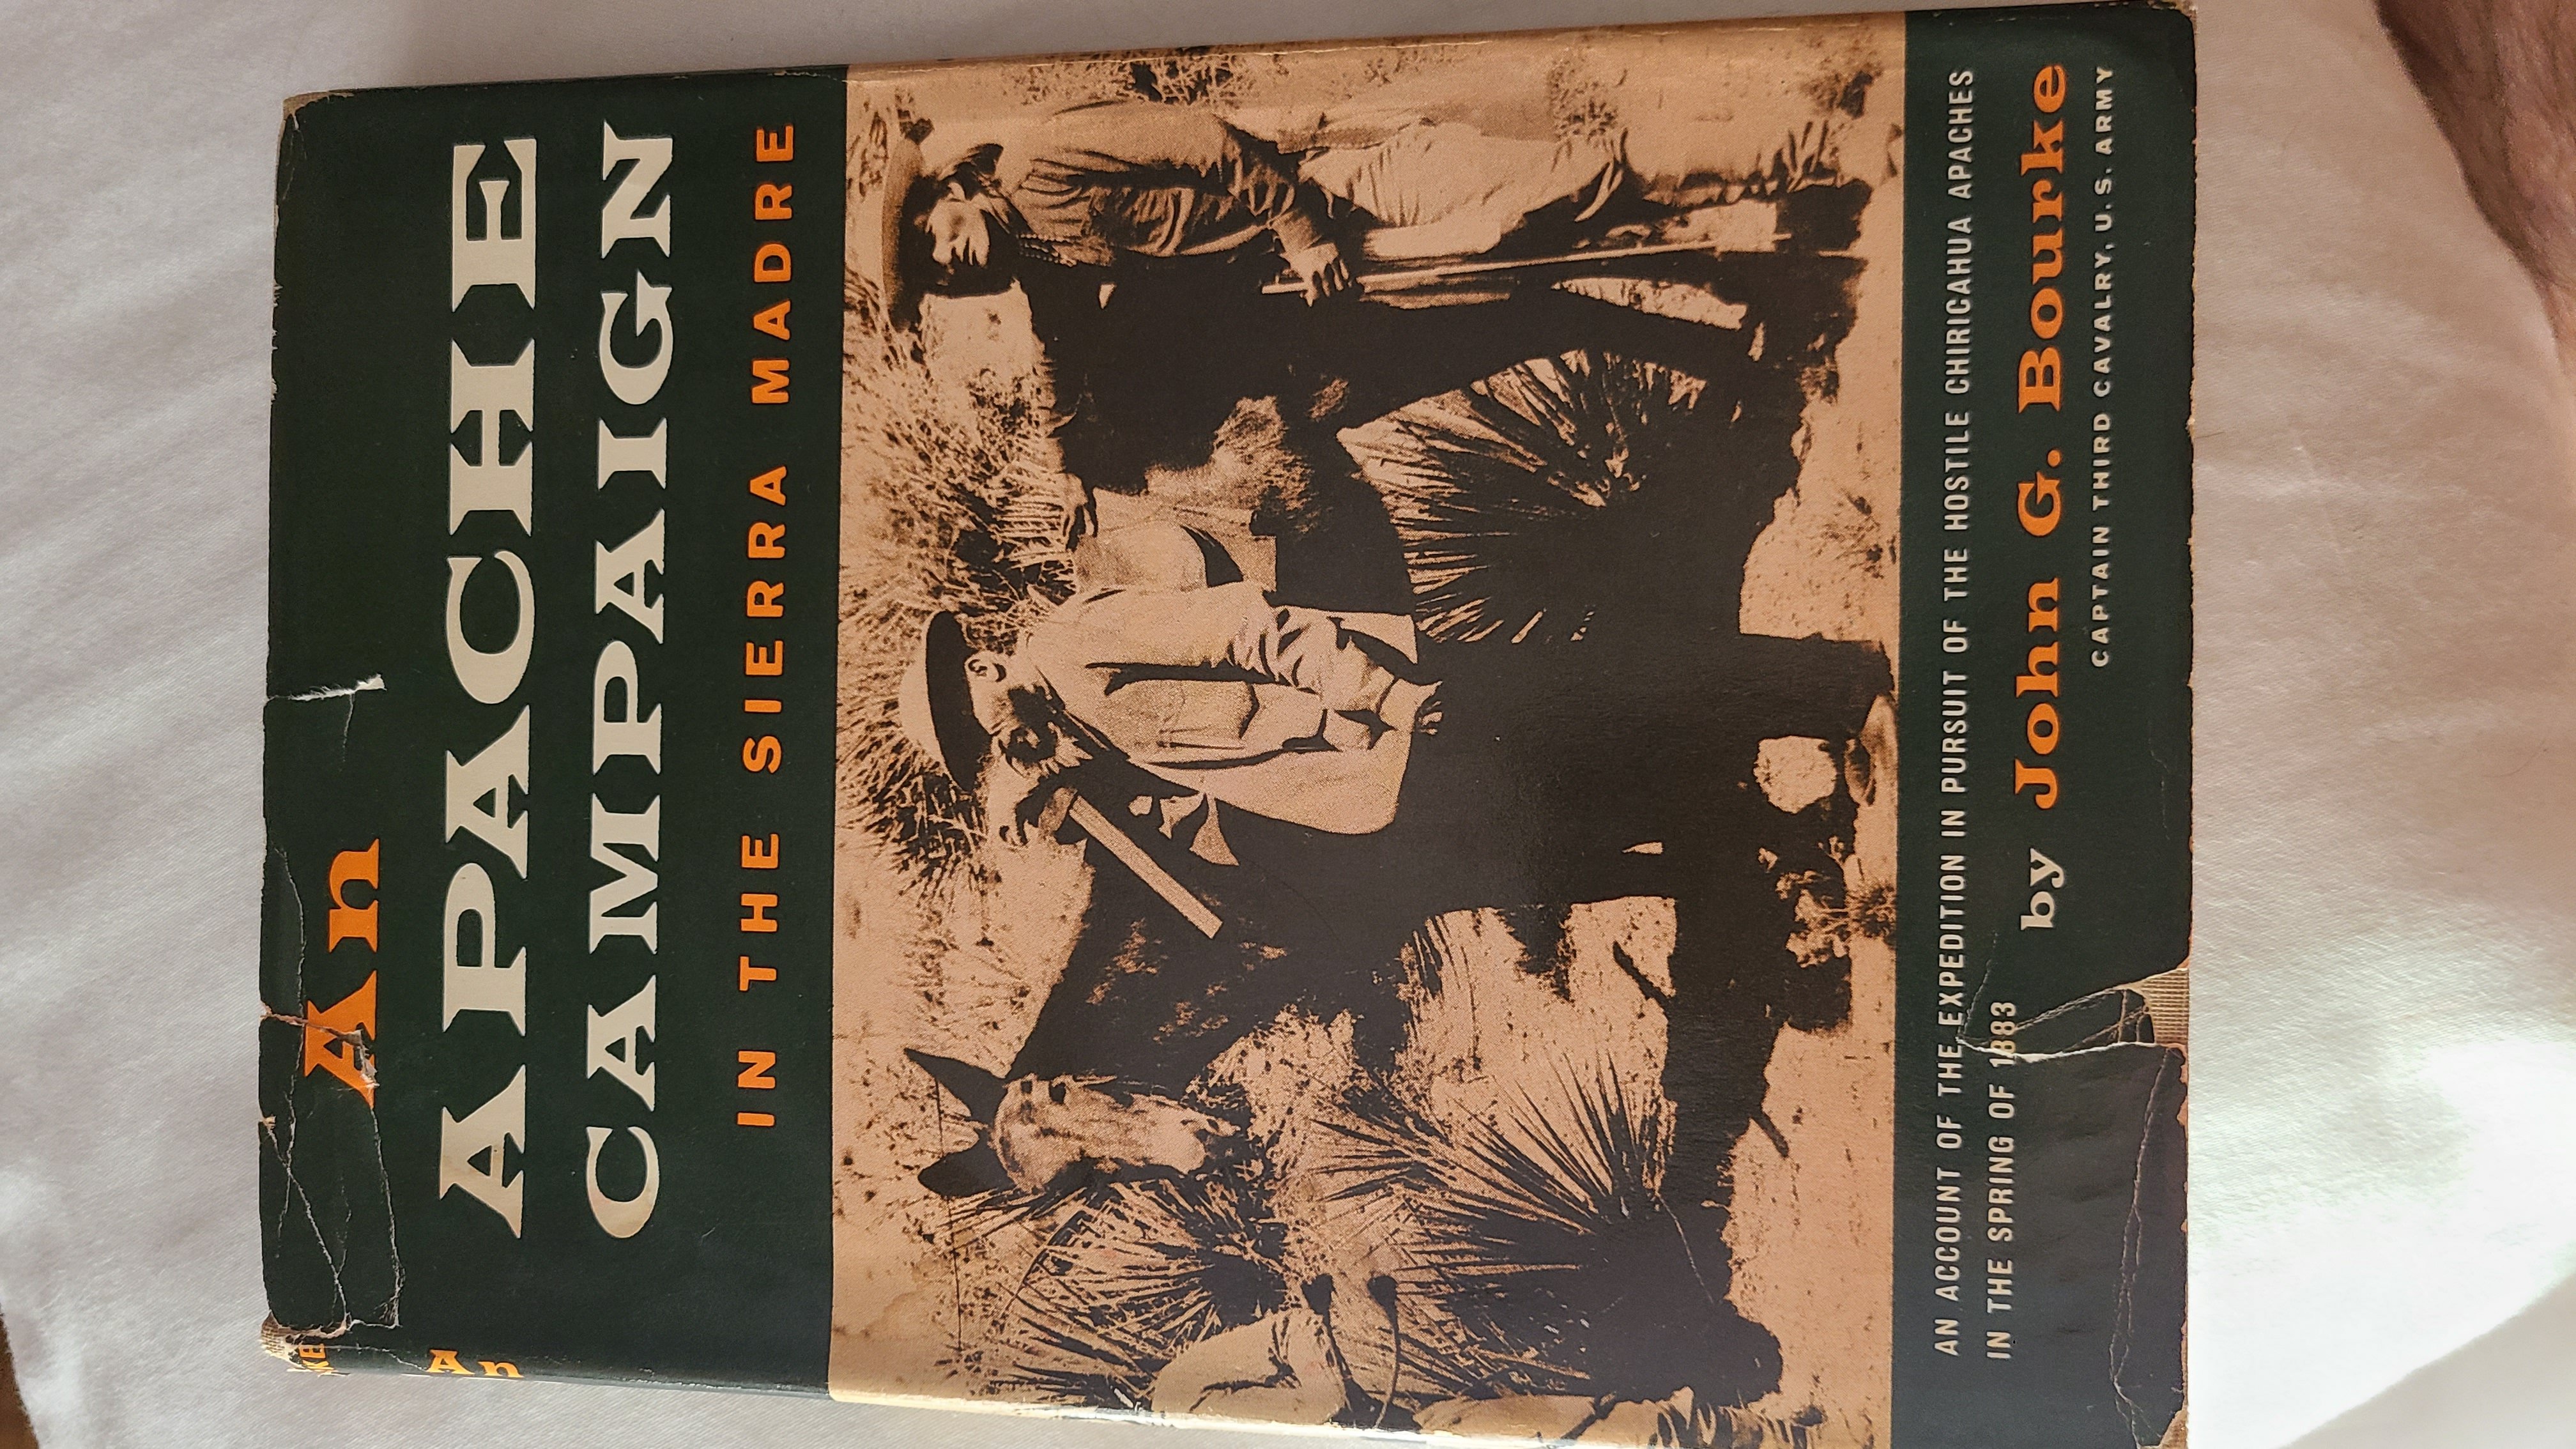 An
APACHE
CAMPAIGN
IN THE SIERRA MADRE
AN ACCOUNT OF THE EXPEDITION IN PURSUIT OF THE HOSTILE CHIRICAHUA APACHES
IN THE SPRING OF 1883
by John G. Bourke
CAPTAIN THIRD CAVALRY, U. S. ARMY
An